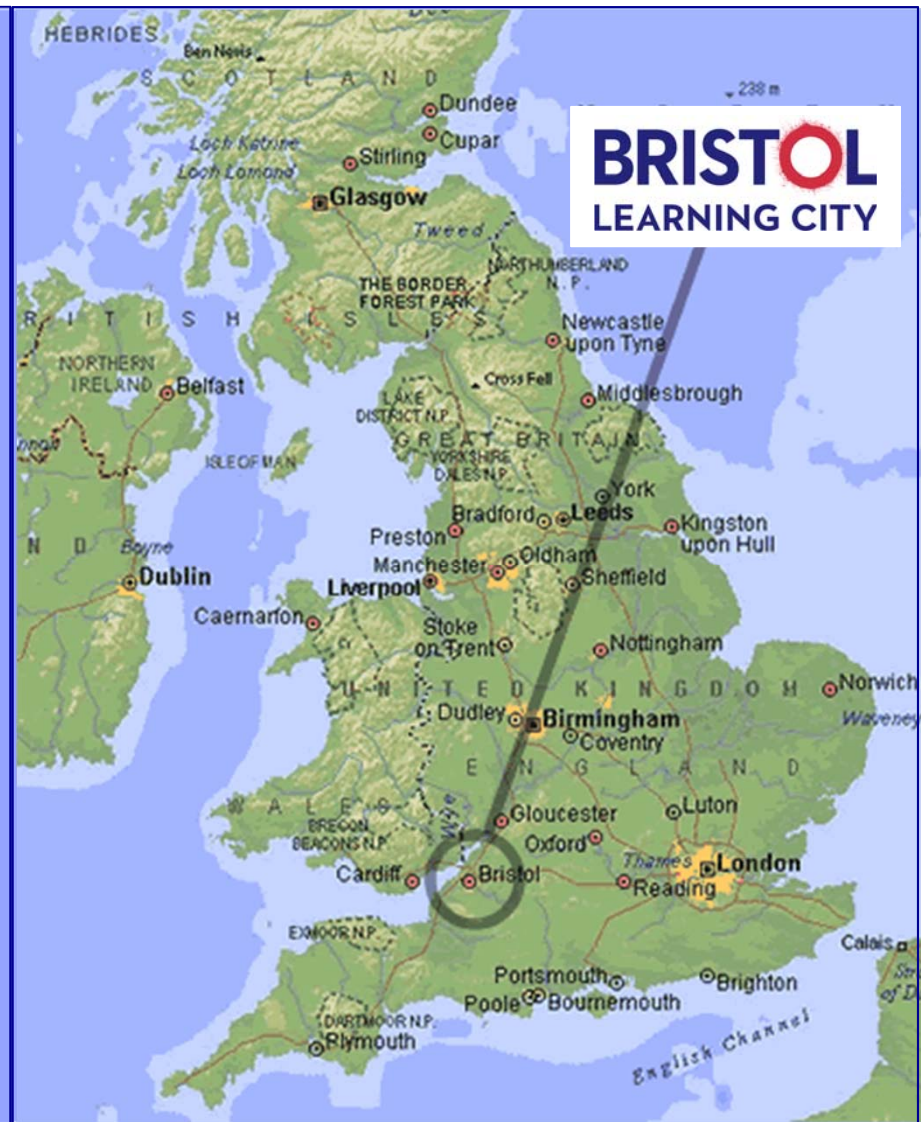 HEBRIDES
Ben Nevis
SCOTLAND
238 m
Dundee
Cupar
Loch Katrine
Stirling
Loch Lomond
Glasgow
BRISTOL
LEARNING CITY
Tweed
NORTHUMBERLAND
N.P.
THE BORDER
FOREST PARK
BRITISH ISLES
Newcastle
upon Tyne
NORTHERN
IRELAND
Belfast
Cross Fell
LAKE
DISTRICT N.P.
Middlesbrough
GREAT BRITAIN
ISLE OF MAN
YORKSHIRE
DALES N.P.
York
Bradford
Leeds
Preston
Kingston
upon Hull
N D
Boyne
Dublin
Manchester
Oldham
Liverpool
Sheffield
Caernarfon
Stoke
on Trent
Nottingham
UNITED KINGDOM
Norwich
Dudley
Birmingham
Waveney
Coventry
ENGLAND
WALES
Wye
Gloucester
Luton
BRECON
BEACONS N.P.
Oxford
Thames
London
Cardiff
Bristol
Reading
EXMOOR N.P.
Calais
Portsmouth
Brighton
Poole
Bournemouth
Str
of D
DARTMOOR N.P.
Plymouth
English Channel